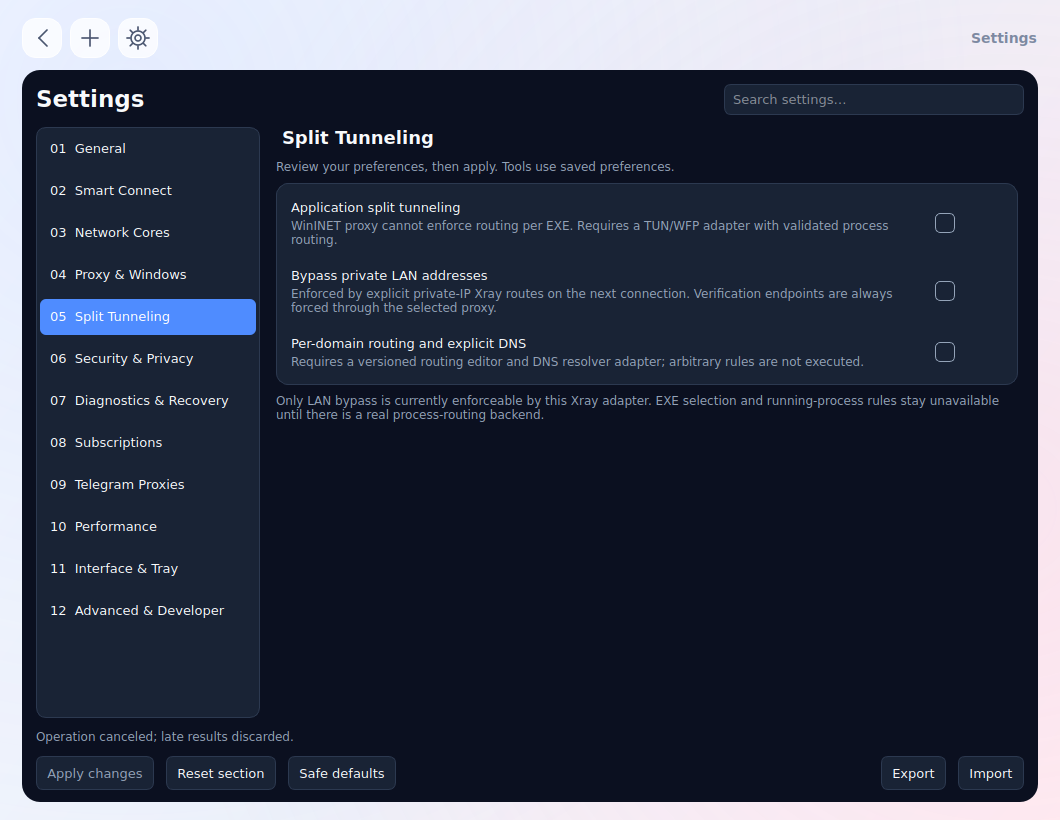 Settings
Settings
Search settings...
01 General
02 Smart Connect
03 Network Cores
04 Proxy & Windows
05 Split Tunneling
06 Security & Privacy
07 Diagnostics & Recovery
08 Subscriptions
09 Telegram Proxies
10 Performance
11 Interface & Tray
12 Advanced & Developer
Split Tunneling
Review your preferences, then apply. Tools use saved preferences.
Application split tunneling
WinINET proxy cannot enforce routing per EXE. Requires a TUN/WFP adapter with validated process
routing.
Bypass private LAN addresses
Enforced by explicit private-IP Xray routes on the next connection. Verification endpoints are always
forced through the selected proxy.
Per-domain routing and explicit DNS
Requires a versioned routing editor and DNS resolver adapter; arbitrary rules are not executed.
Only LAN bypass is currently enforceable by this Xray adapter. EXE selection and running-process rules stay unavailable
until there is a real process-routing backend.
Operation canceled; late results discarded.
Apply changes
Reset section
Safe defaults
Export
Import